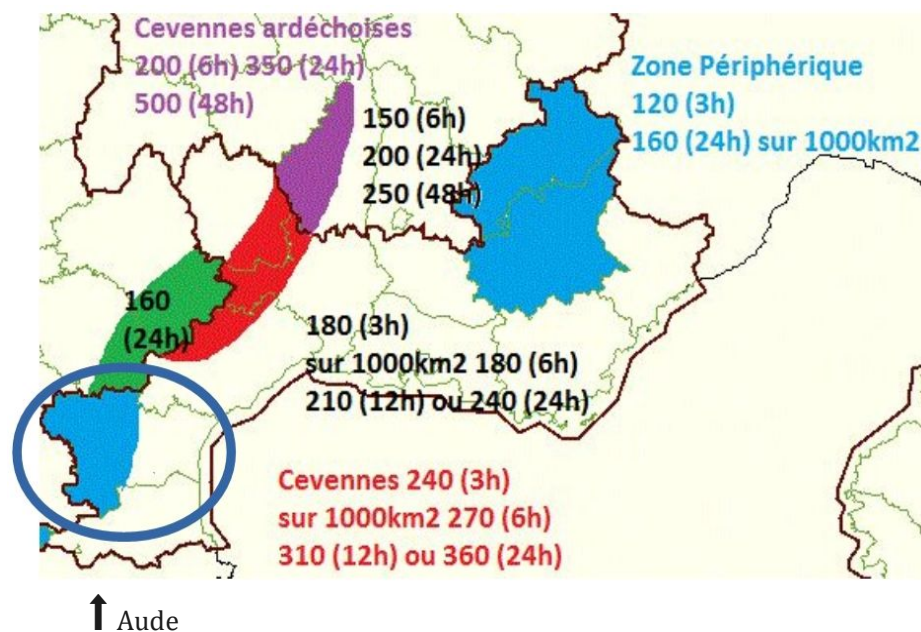 Cevennes ardéchoises
200 (6h) 350 (24h)
500 (48h)
150 (6h)
200 (24h)
250 (48h)
Zone Périphérique
120 (3h)
160 (24h) sur 1000km2
160
(24h)
180 (3h)
sur 1000km2 180 (6h)
210 (12h) ou 240 (24h)
Cevennes 240 (3h)
sur 1000km2 270 (6h)
310 (12h) ou 360 (24h)
Aude